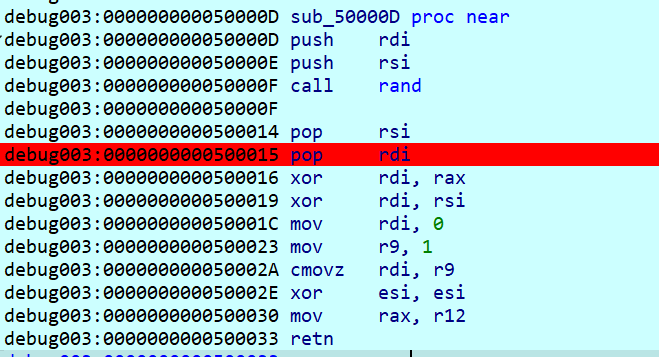 debug003:000000000050000D sub_50000D proc near
debug003:000000000050000D push rdi
debug003:000000000050000E push rsi
debug003:000000000050000F call rand
debug003:000000000050000F
debug003:0000000000500014 pop rsi
debug003:0000000000500015 pop rdi
debug003:0000000000500016 xor rdi, rax
debug003:0000000000500019 xor rdi, rsi
debug003:000000000050001C mov rdi, 0
debug003:0000000000500023 mov r9, 1
debug003:000000000050002A cmovz rdi, r9
debug003:000000000050002E xor esi, esi
debug003:0000000000500030 mov rax, r12
debug003:0000000000500033 retn